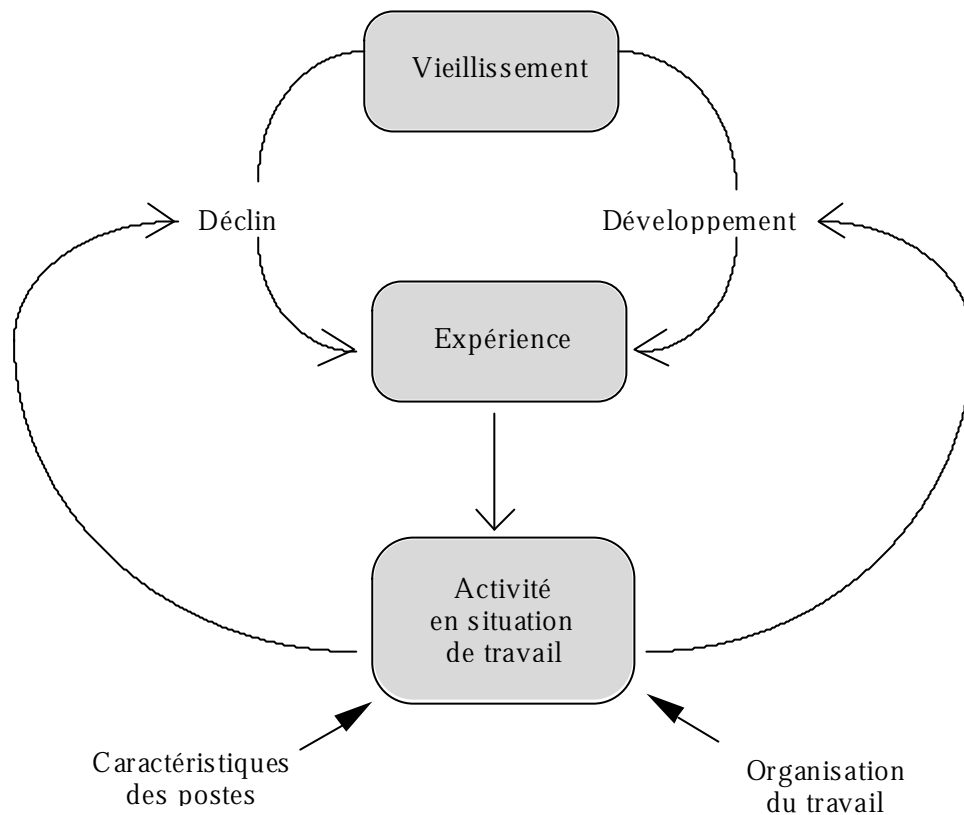 Vieillissement
Déclin
Développement
Expérience
Activité
en situation
de travail
Caractéristiques
des postes
Organisation
du travail